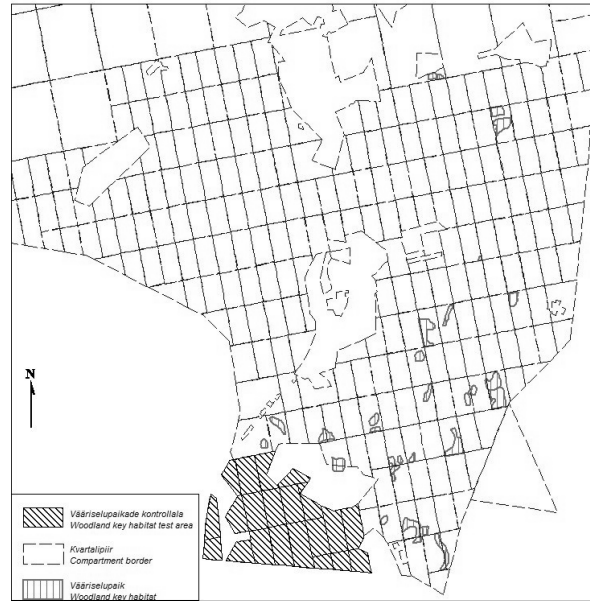 N
Vääriselupaikade kontrollala
Woodland key habitat test area
Kvartalipiir
Compartment border
Vääriselupaik
Woodland key habitat